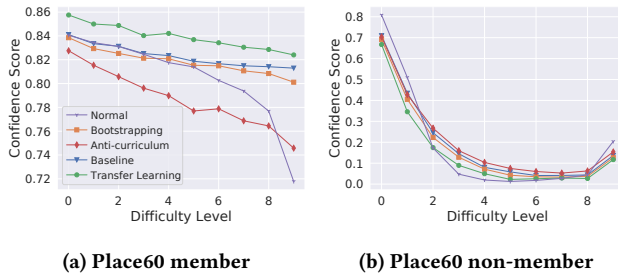 0.86
0.84
0.82
0.80
0.78
0.76
0.74
0.72
Confidence Score
Normal
Bootstrapping
Anti-curriculum
Baseline
Transfer Learning
0 2 4 6 8
Difficulty Level
(a) Place60 member
0.8
0.7
0.6
0.5
0.4
0.3
0.2
0.1
0.0
Confidence Score
0 2 4 6 8
Difficulty Level
(b) Place60 non-member